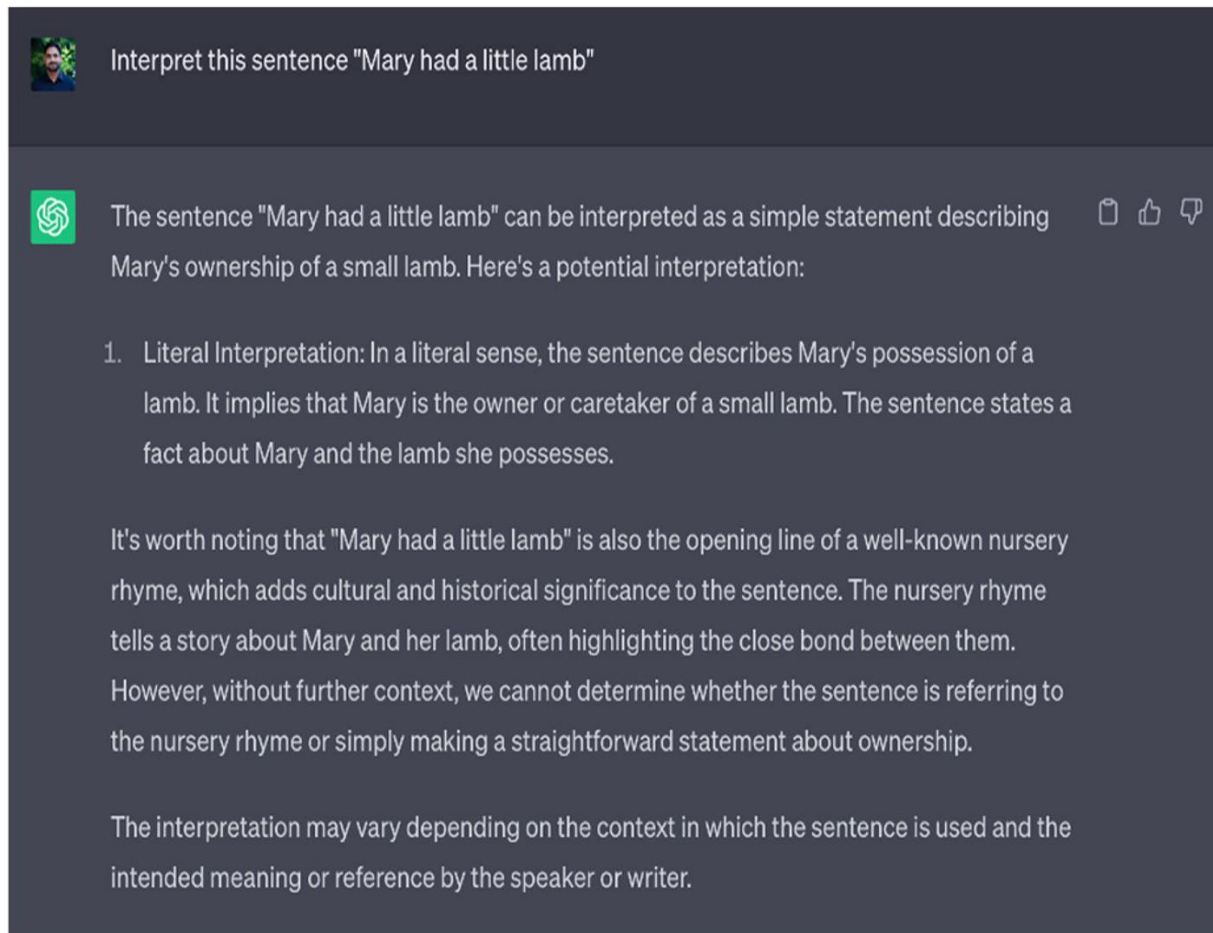 Interpret this sentence "Mary had a little lamb"
The sentence "Mary had a little lamb" can be interpreted as a simple statement describing
Mary's ownership of a small lamb. Here's a potential interpretation:
1. Literal Interpretation: In a literal sense, the sentence describes Mary's possession of a
lamb. It implies that Mary is the owner or caretaker of a small lamb. The sentence states a
fact about Mary and the lamb she possesses.
It's worth noting that "Mary had a little lamb" is also the opening line of a well-known nursery
rhyme, which adds cultural and historical significance to the sentence. The nursery rhyme
tells a story about Mary and her lamb, often highlighting the close bond between them.
However, without further context, we cannot determine whether the sentence is referring to
the nursery rhyme or simply making a straightforward statement about ownership.
The interpretation may vary depending on the context in which the sentence is used and the
intended meaning or reference by the speaker or writer.